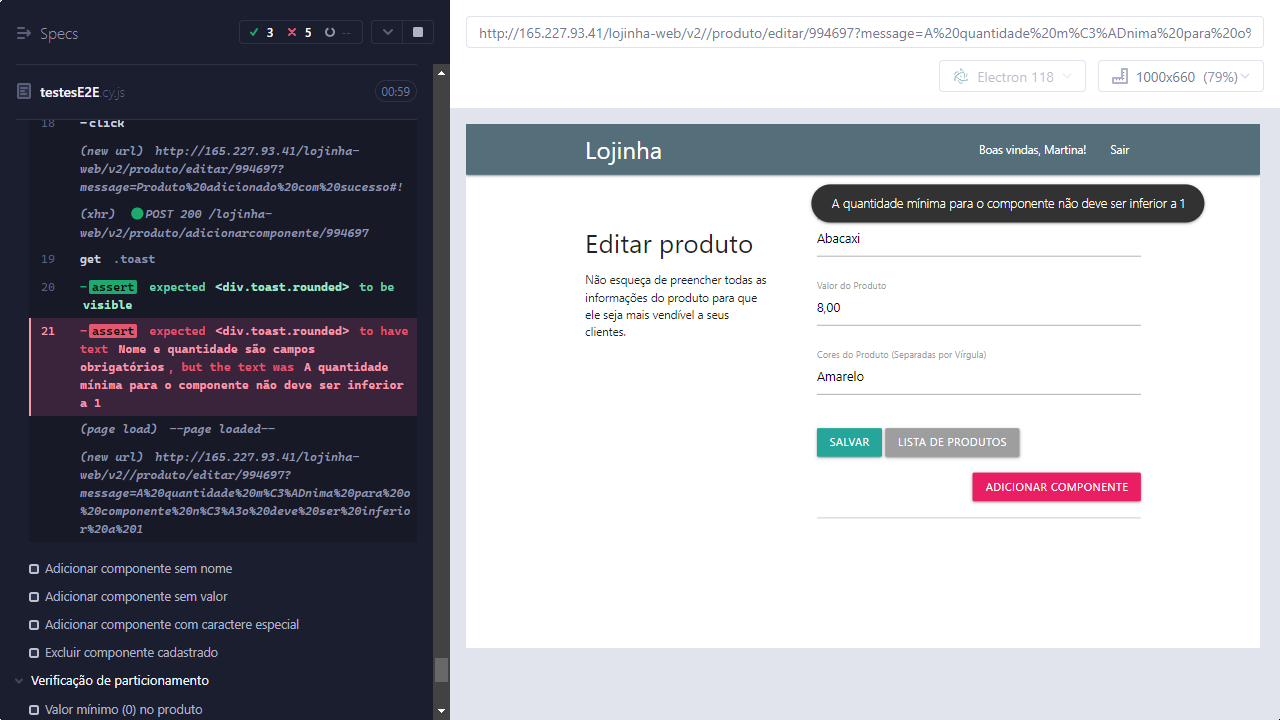 Specs
3
5
--
testesE2E.cy.js
00:59
18 -click
(new url) http://165.227.93.41/lojinha-
web/v2/produto/editar/994697?
message=Produto%20adicionado%20com%20sucesso#!
(xhr) POST 200 /lojinha-
web/v2/produto/adicionarcomponente/994697
19 get .toast
20 -assert expected <div.toast.rounded> to be
visible
21 -assert expected <div.toast.rounded> to have
text Nome e quantidade são campos
obrigatórios, but the text was A quantidade
mínima para o componente não deve ser inferior
a 1
(page load) --page loaded--
(new url) http://165.227.93.41/lojinha-
web/v2//produto/editar/994697?
message=A%20quantidade%20m%C3%ADnima%20para%20o
%20componente%20n%C3%A3o%20deve%20ser%20inferio
r%20a%201
Adicionar componente sem nome
Adicionar componente sem valor
Adicionar componente com caractere especial
Excluir componente cadastrado
Verificação de particionamento
Valor mínimo (0) no produto
http://165.227.93.41/lojinha-web/v2//produto/editar/994697?message=A%20quantidade%20m%C3%ADnima%20para%20o%
Electron 118
1000x660 (79%)
Lojinha
Boas vindas, Martina!
Sair
A quantidade mínima para o componente não deve ser inferior a 1
Editar produto
Não esqueça de preencher todas as
informações do produto para que
ele seja mais vendível a seus
clientes.
Abacaxi
Valor do Produto
8,00
Cores do Produto (Separadas por Vírgula)
Amarelo
SALVAR
LISTA DE PRODUTOS
ADICIONAR COMPONENTE